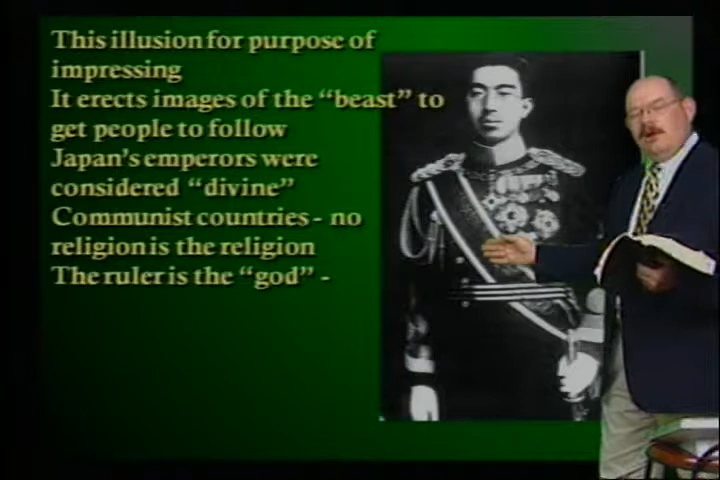 This illusion for purpose of
impressing
It erects images of the “beast” to
get people to follow
Japan's emperors were
considered “divine”
Communist countries - no
religion is the religion
The ruler is the “god” -